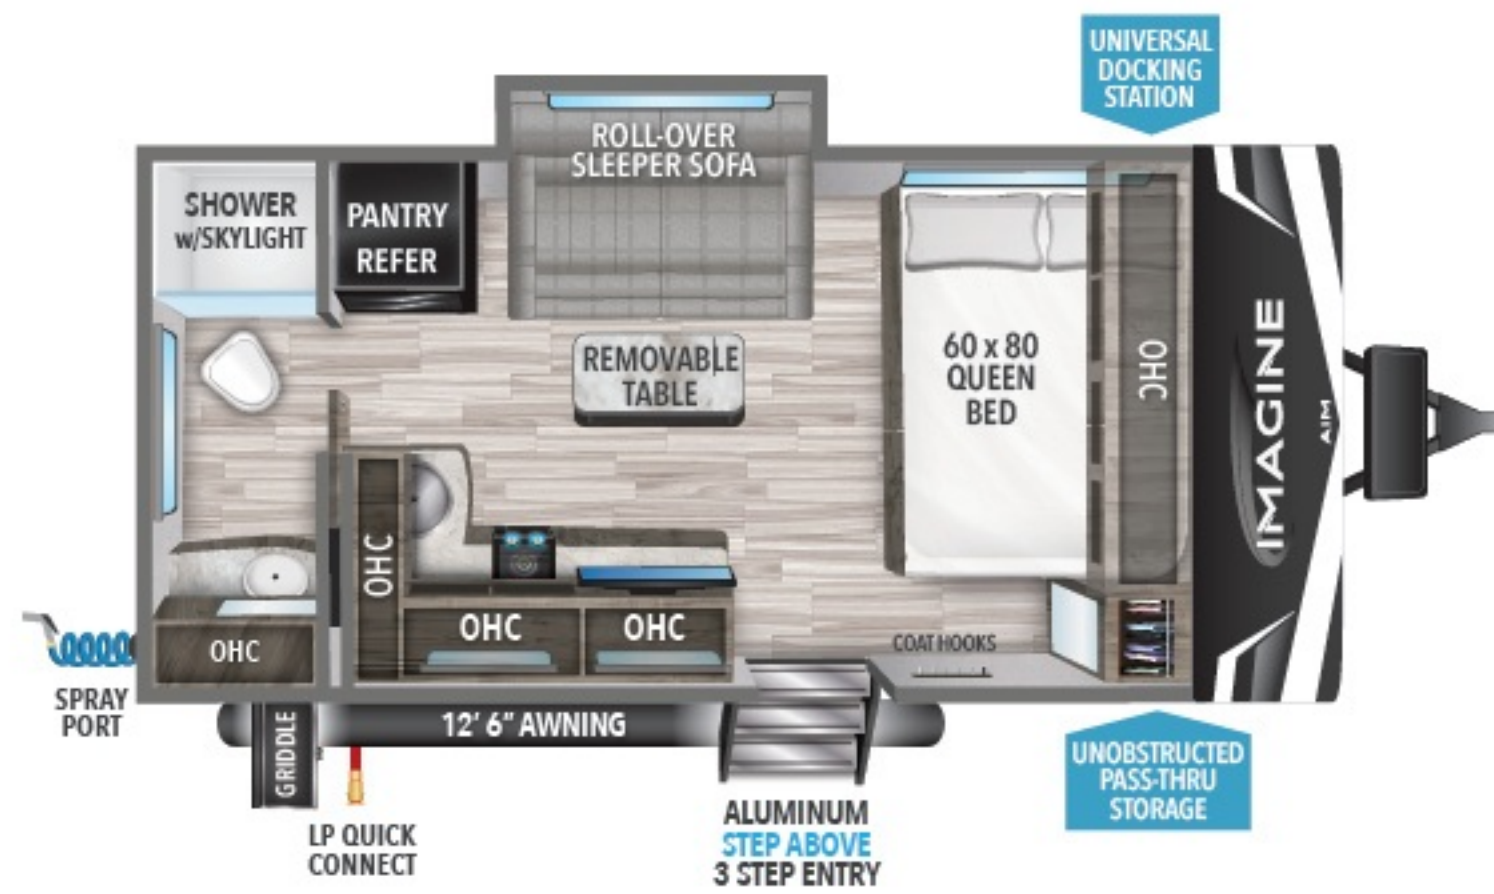 UNIVERSAL
DOCKING
STATION
ROLL-OVER
SLEEPER SOFA
SHOWER
w/SKYLIGHT
PANTRY
REFER
OHC
REMOVABLE
TABLE
60 x 80
QUEEN
BED
IMAGINE
AIM
OHC
OHC
OHC
OHC
COAT HOOKS
SPRAY
PORT
GRIDDLE
12' 6" AWNING
LP QUICK
CONNECT
ALUMINUM
STEP ABOVE
3 STEP ENTRY
UNOBSTRUCTED
PASS-THRU
STORAGE